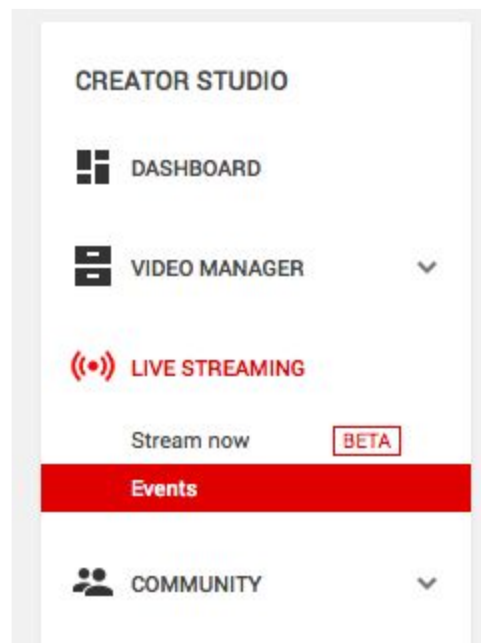 CREATOR STUDIO
DASHBOARD
VIDEO MANAGER
LIVE STREAMING
Stream now BETA
Events
COMMUNITY